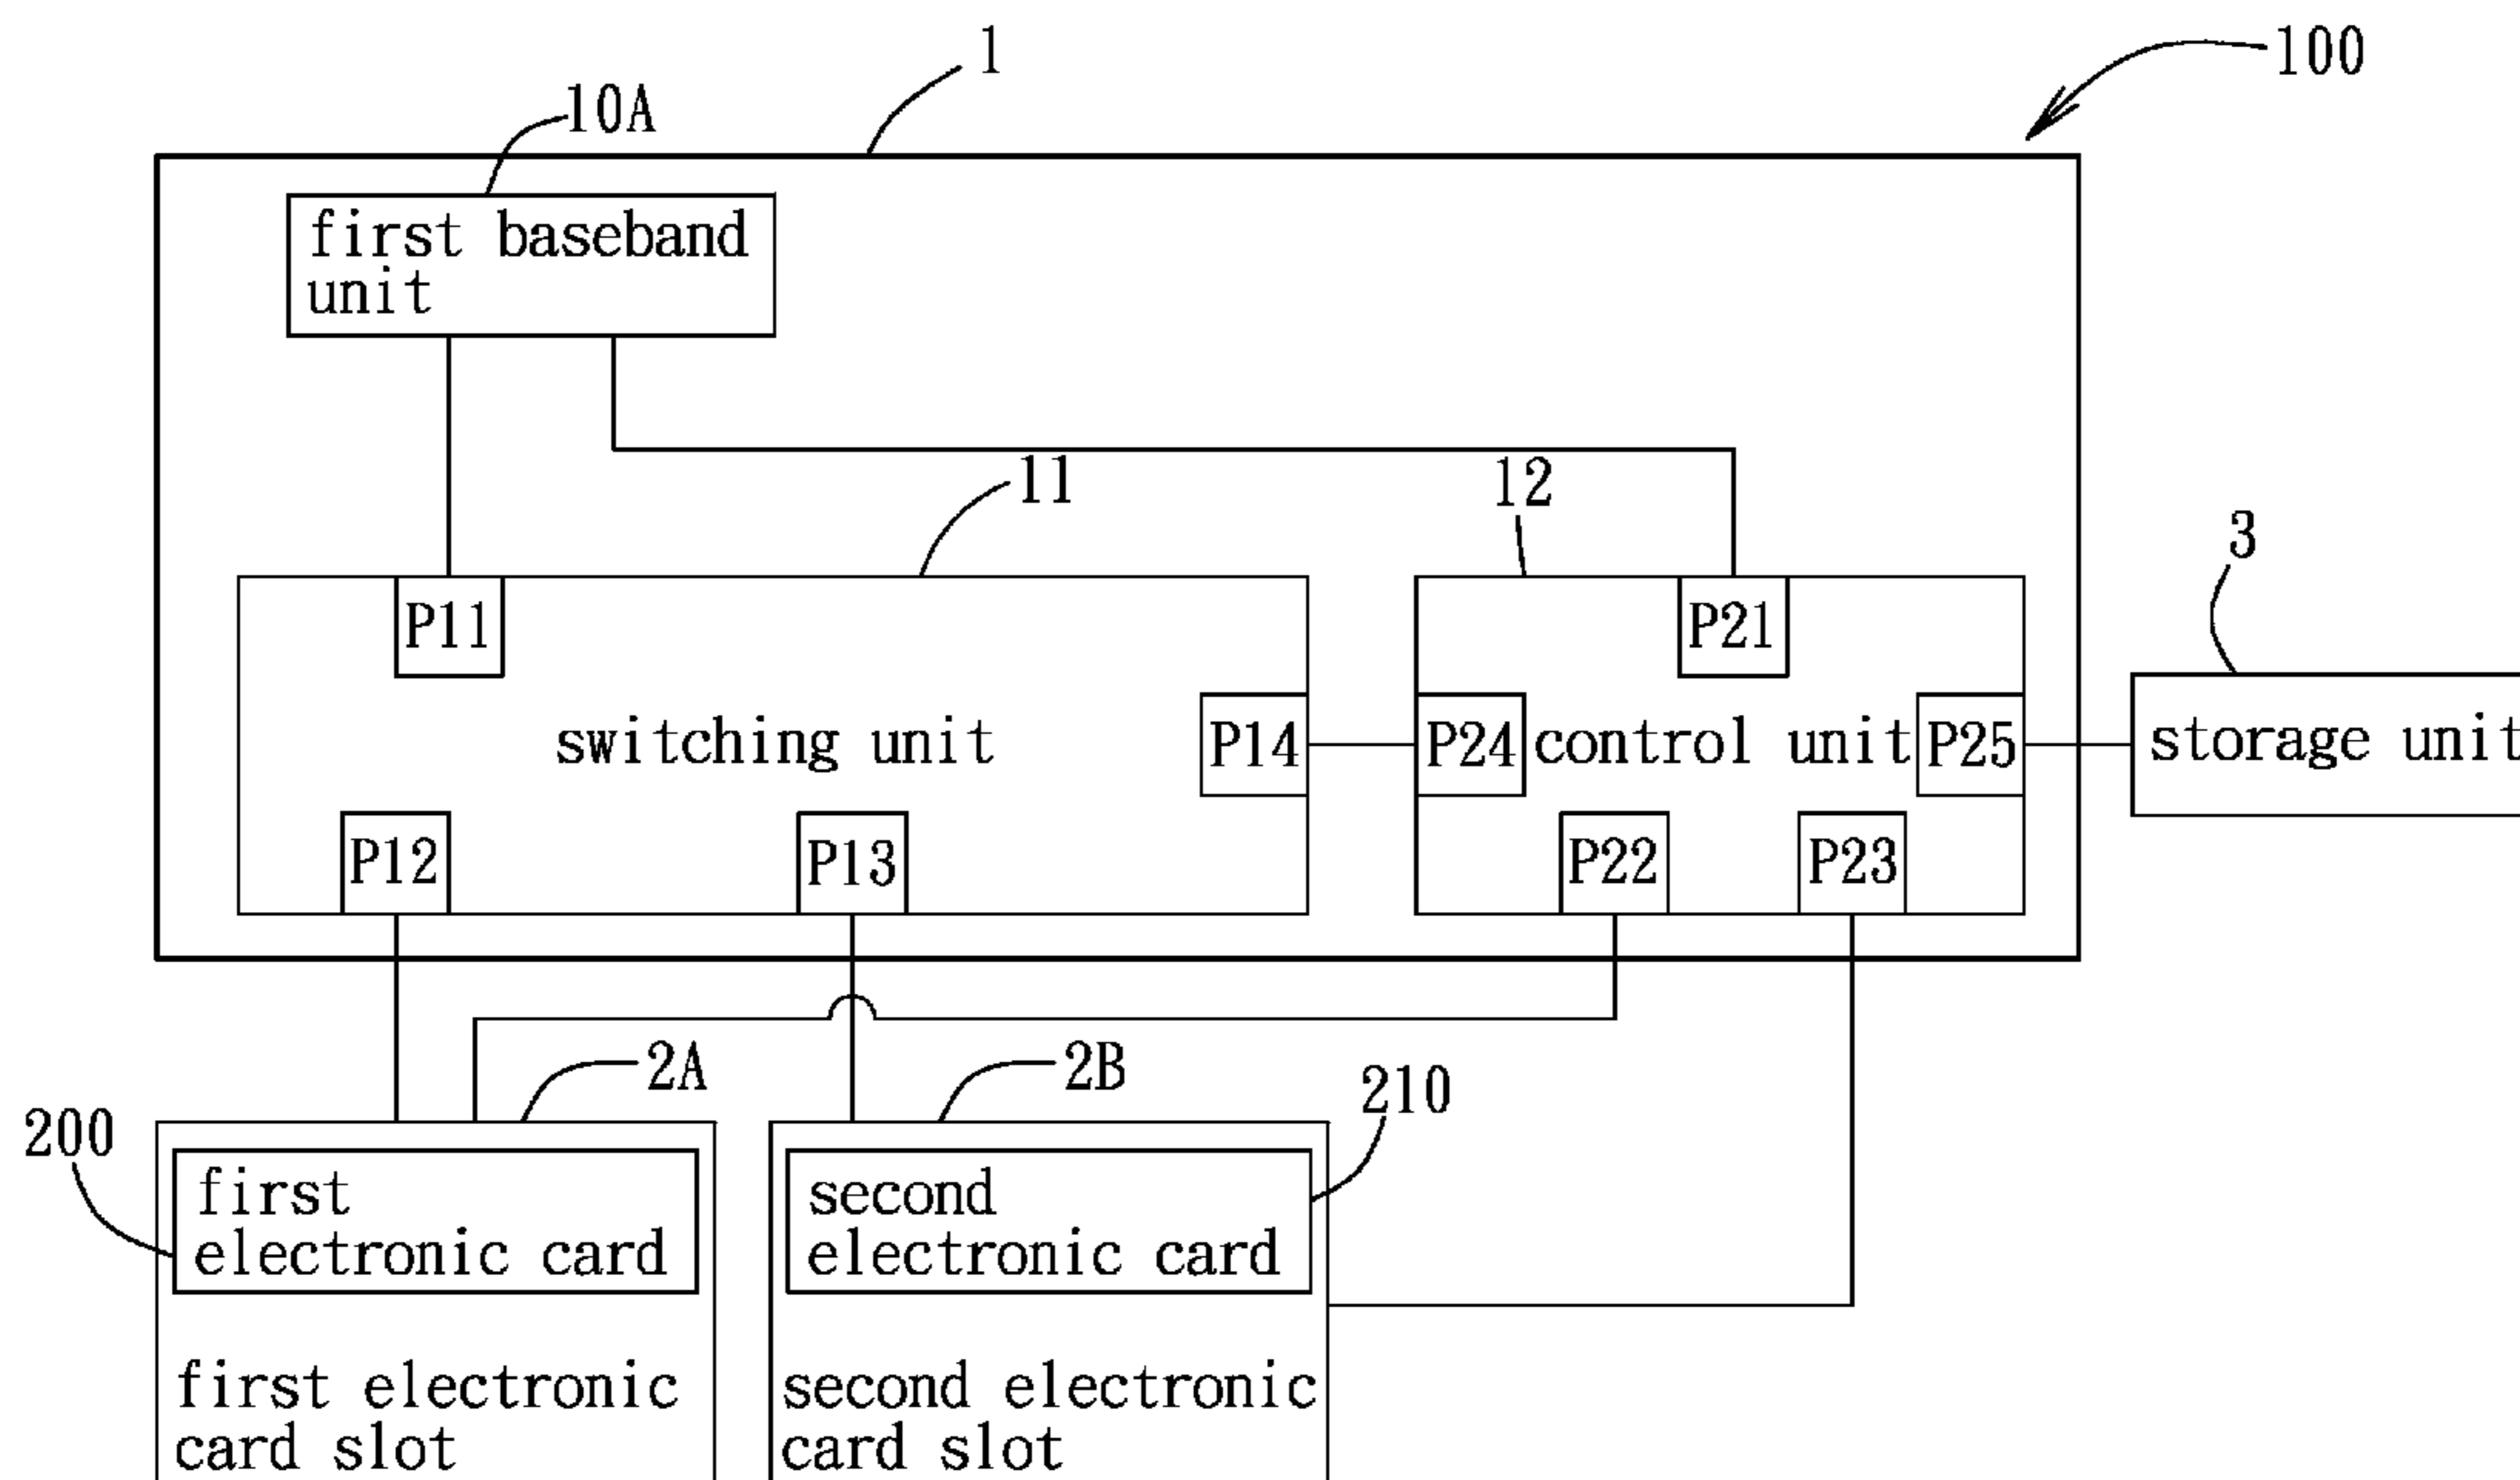 1
100
10A
first baseband
unit
11
12
3
P11
P21
switching unit
P14
P24
control unit
P25
storage unit
P12
P13
P22
P23
2A
2B
210
200
first
electronic card
second
electronic card
first electronic
card slot
second electronic
card slot